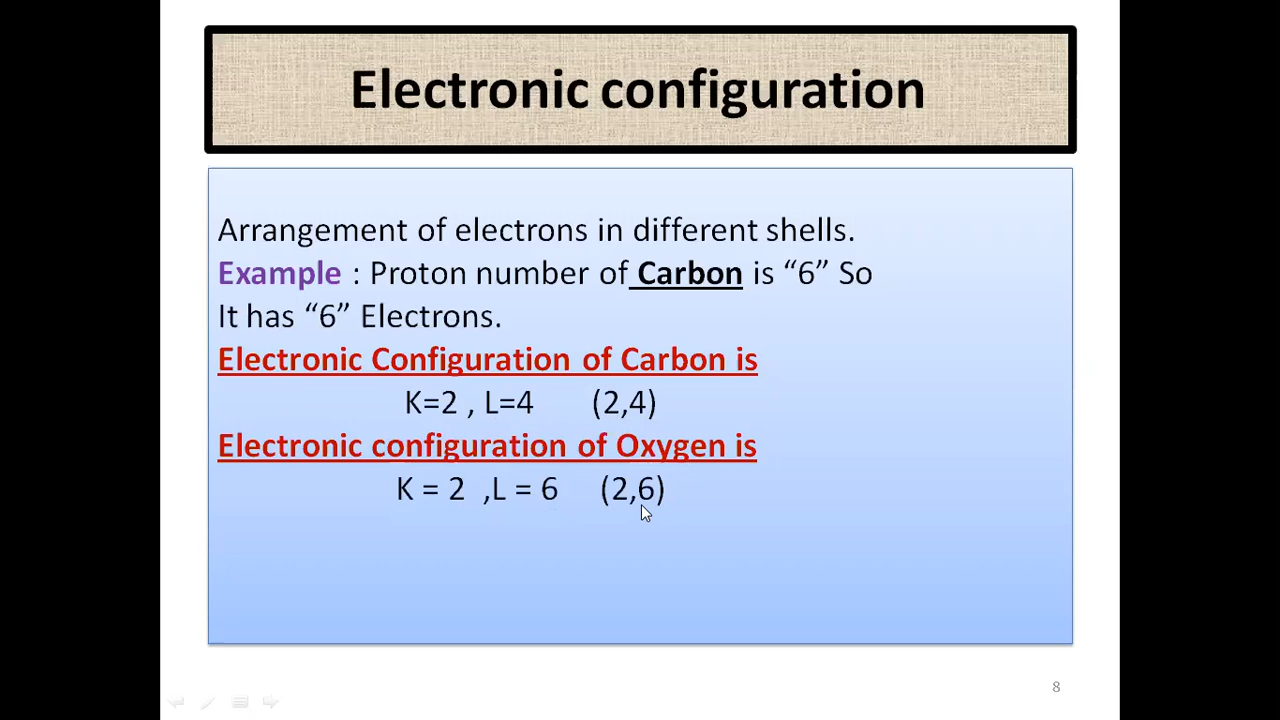 Electronic configuration
Arrangement of electrons in different shells.
Example : Proton number of Carbon is “6” So
It has “6” Electrons.
Electronic Configuration of Carbon is
K=2 , L=4 (2,4)
Electronic configuration of Oxygen is
K = 2 ,L = 6 (2,6)
8